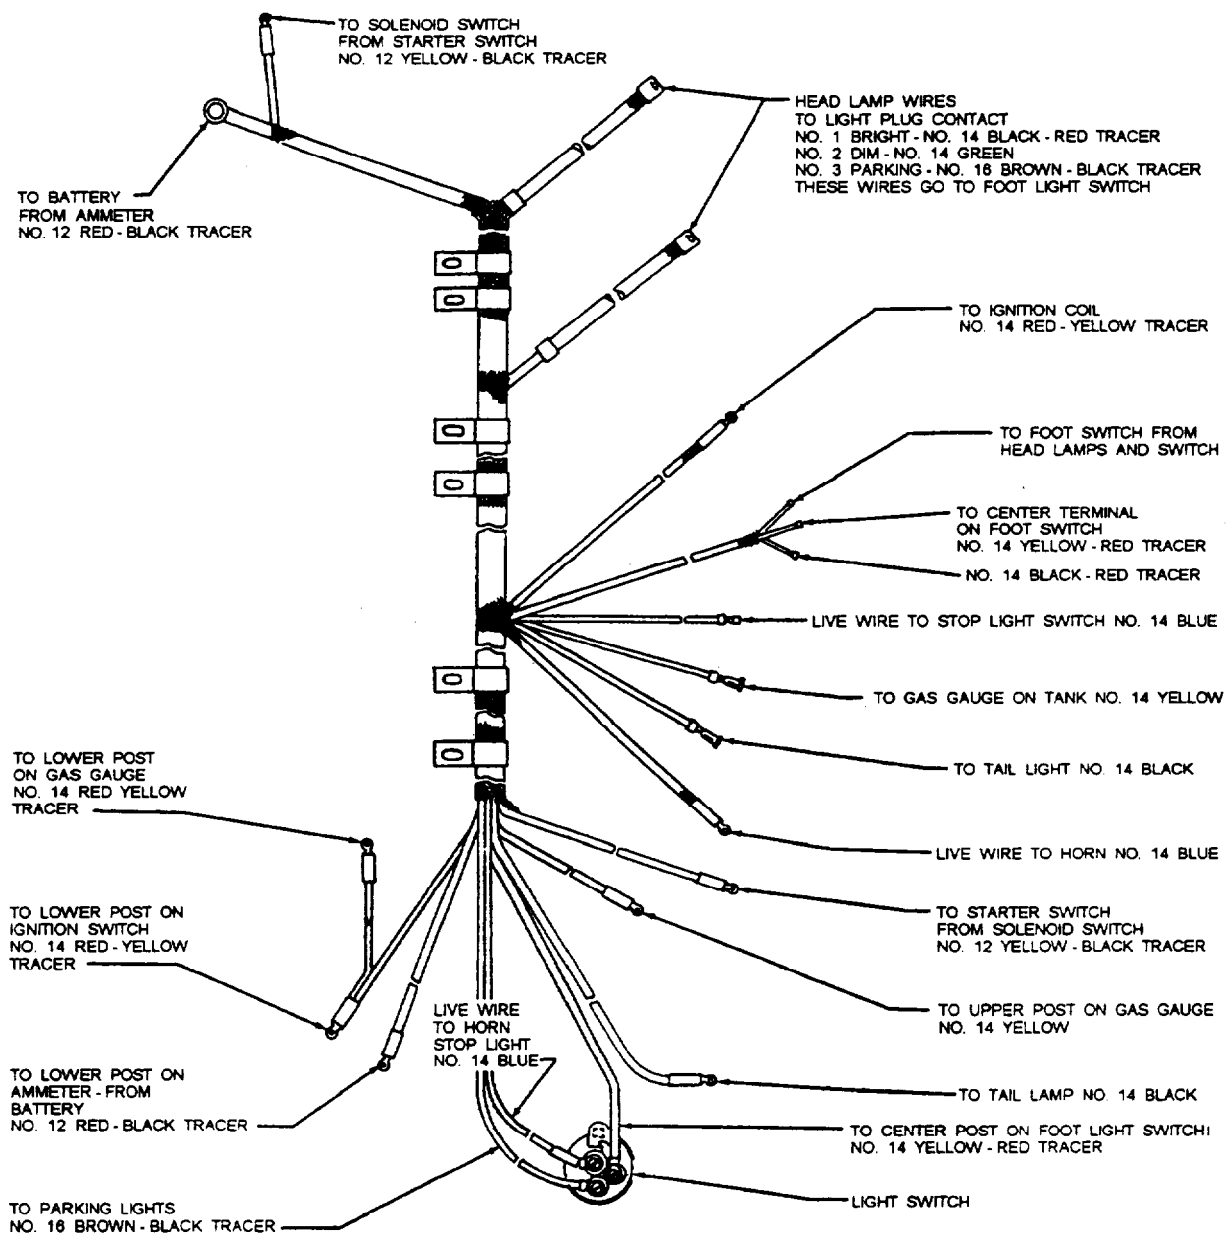 TO SOLENOID SWITCH
FROM STARTER SWITCH
NO. 12 YELLOW - BLACK TRACER
HEAD LAMP WIRES
TO LIGHT PLUG CONTACT
NO. 1 BRIGHT - NO. 14 BLACK - RED TRACER
NO. 2 DIM - NO. 14 GREEN
NO. 3 PARKING - NO. 16 BROWN - BLACK TRACER
THESE WIRES GO TO FOOT LIGHT SWITCH
TO BATTERY
FROM AMMETER
NO. 12 RED - BLACK TRACER
TO IGNITION COIL
NO. 14 RED - YELLOW TRACER
TO FOOT SWITCH FROM
HEAD LAMPS AND SWITCH
TO CENTER TERMINAL
ON FOOT SWITCH
NO. 14 YELLOW - RED TRACER
NO. 14 BLACK - RED TRACER
LIVE WIRE TO STOP LIGHT SWITCH NO. 14 BLUE
TO GAS GAUGE ON TANK NO. 14 YELLOW
TO TAIL LIGHT NO. 14 BLACK
LIVE WIRE TO HORN NO. 14 BLUE
TO LOWER POST
ON GAS GAUGE
NO. 14 RED YELLOW
TRACER
TO LOWER POST ON
IGNITION SWITCH
NO. 14 RED - YELLOW
TRACER
TO STARTER SWITCH
FROM SOLENOID SWITCH
NO. 12 YELLOW - BLACK TRACER
TO UPPER POST ON GAS GAUGE
NO. 14 YELLOW
LIVE WIRE
TO HORN
STOP LIGHT
NO. 14 BLUE
TO LOWER POST ON
AMMETER - FROM
BATTERY
NO. 12 RED - BLACK TRACER
TO TAIL LAMP NO. 14 BLACK
TO CENTER POST ON FOOT LIGHT SWITCH
NO. 14 YELLOW - RED TRACER
LIGHT SWITCH
TO PARKING LIGHTS
NO. 16 BROWN - BLACK TRACER